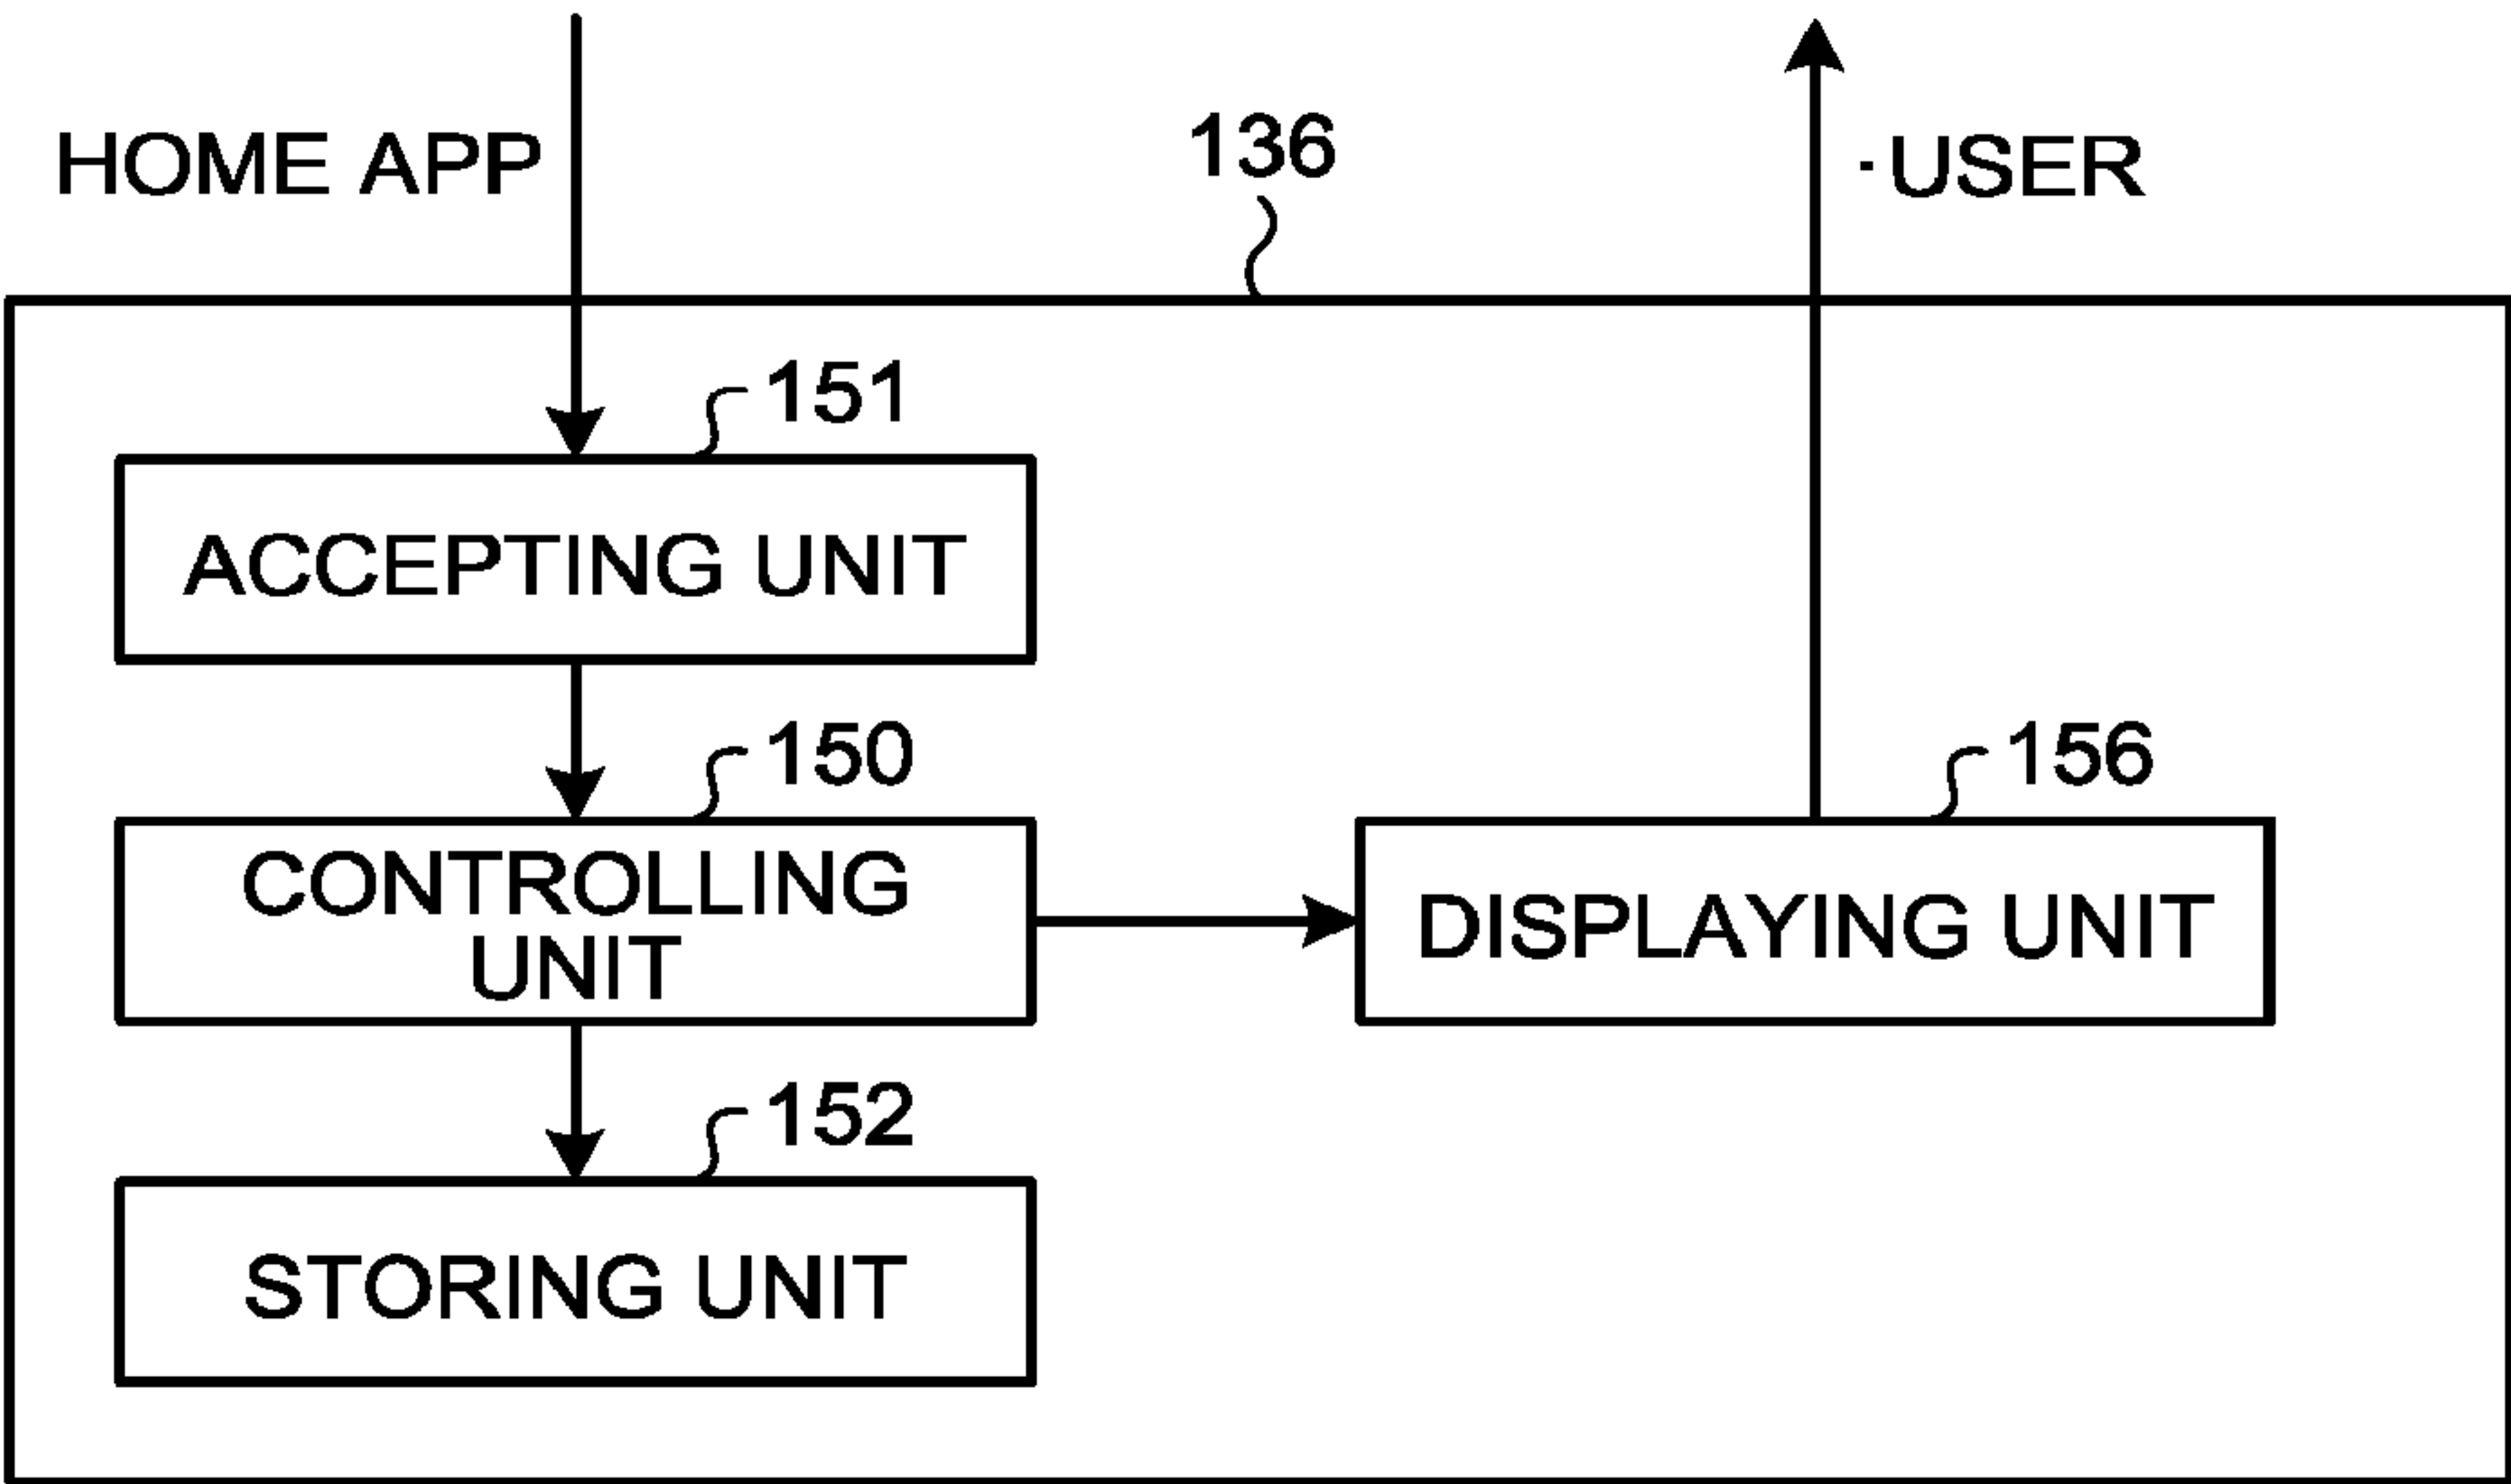 HOME APP
136
·USER
151
ACCEPTING UNIT
150
CONTROLLING
UNIT
156
DISPLAYING UNIT
152
STORING UNIT